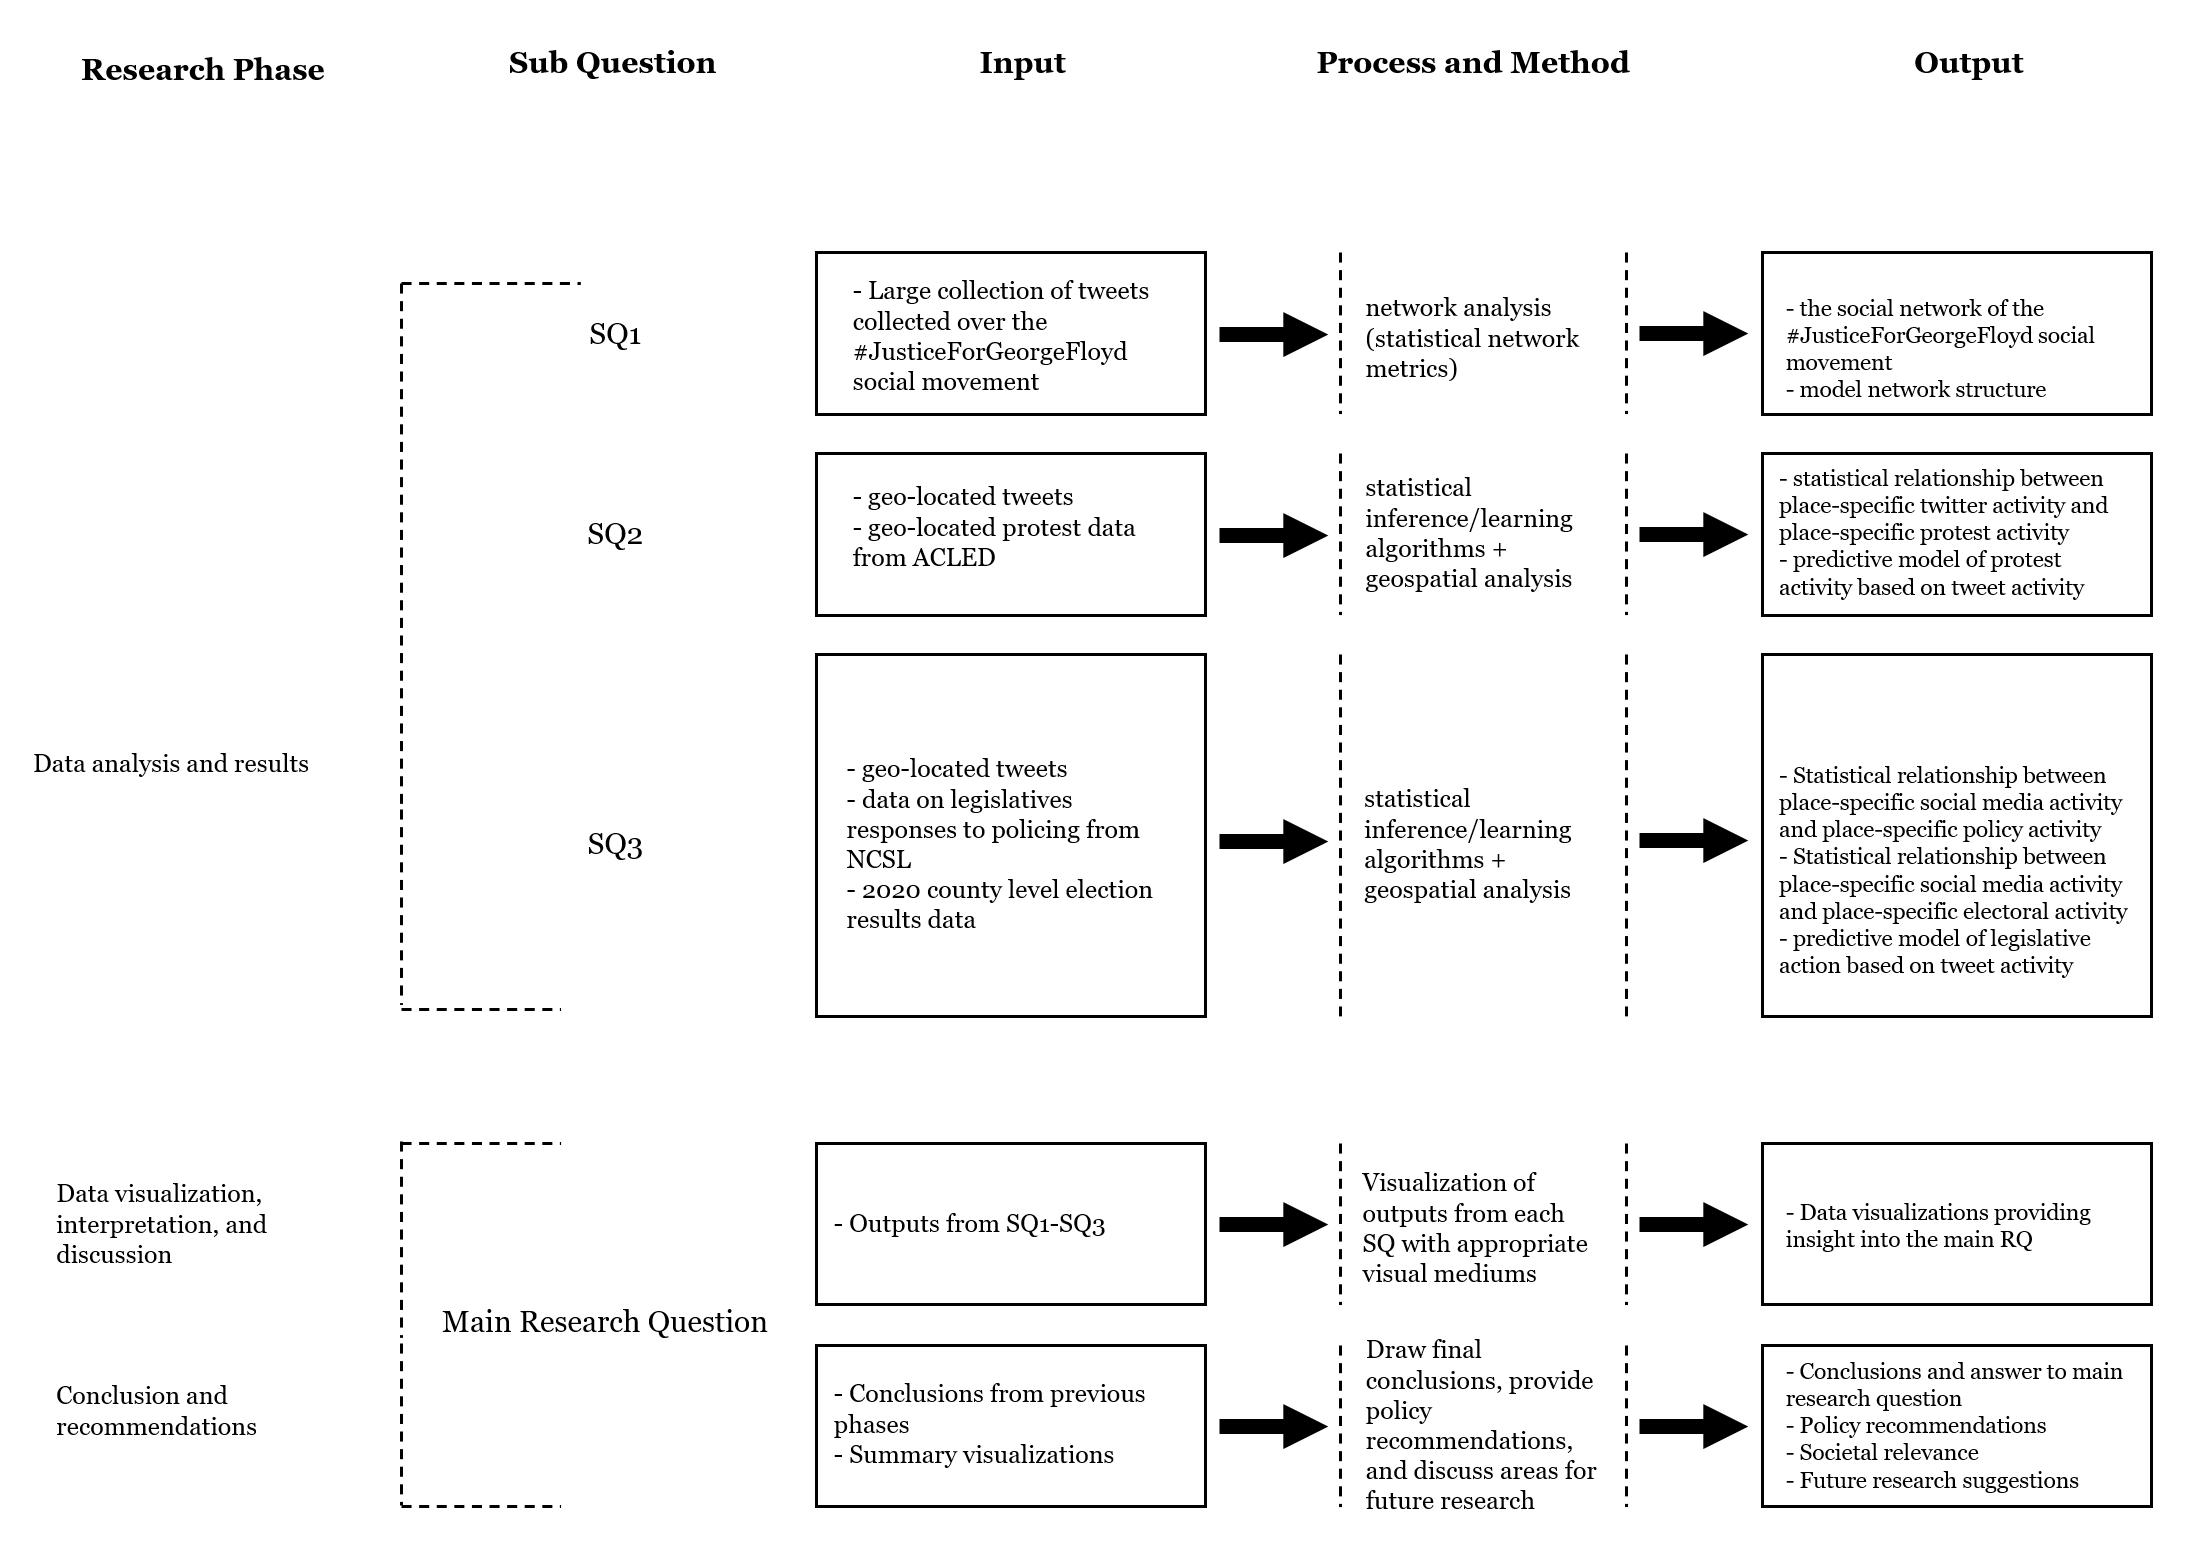 Research Phase
Sub Question
Input
Process and Method
Output
SQ1
- Large collection of tweets
collected over the
#JusticeForGeorgeFloyd
social movement
network analysis
(statistical network
metrics)
- the social network of the
#JusticeForGeorgeFloyd social
movement
- model network structure
SQ2
- geo-located tweets
- geo-located protest data
from ACLED
statistical
inference/learning
algorithms +
geospatial analysis
- statistical relationship between
place-specific twitter activity and
place-specific protest activity
- predictive model of protest
activity based on tweet activity
Data analysis and results
SQ3
- geo-located tweets
- data on legislatives
responses to policing from
NCSL
- 2020 county level election
results data
statistical
inference/learning
algorithms +
geospatial analysis
- Statistical relationship between
place-specific social media activity
and place-specific policy activity
- Statistical relationship between
place-specific social media activity
and place-specific electoral activity
- predictive model of legislative
action based on tweet activity
Data visualization,
interpretation, and
discussion
Main Research Question
- Outputs from SQ1-SQ3
Visualization of
outputs from each
SQ with appropriate
visual mediums
- Data visualizations providing
insight into the main RQ
Conclusion and
recommendations
- Conclusions from previous
phases
- Summary visualizations
Draw final
conclusions, provide
policy
recommendations,
and discuss areas for
future research
- Conclusions and answer to main
research question
- Policy recommendations
- Societal relevance
- Future research suggestions